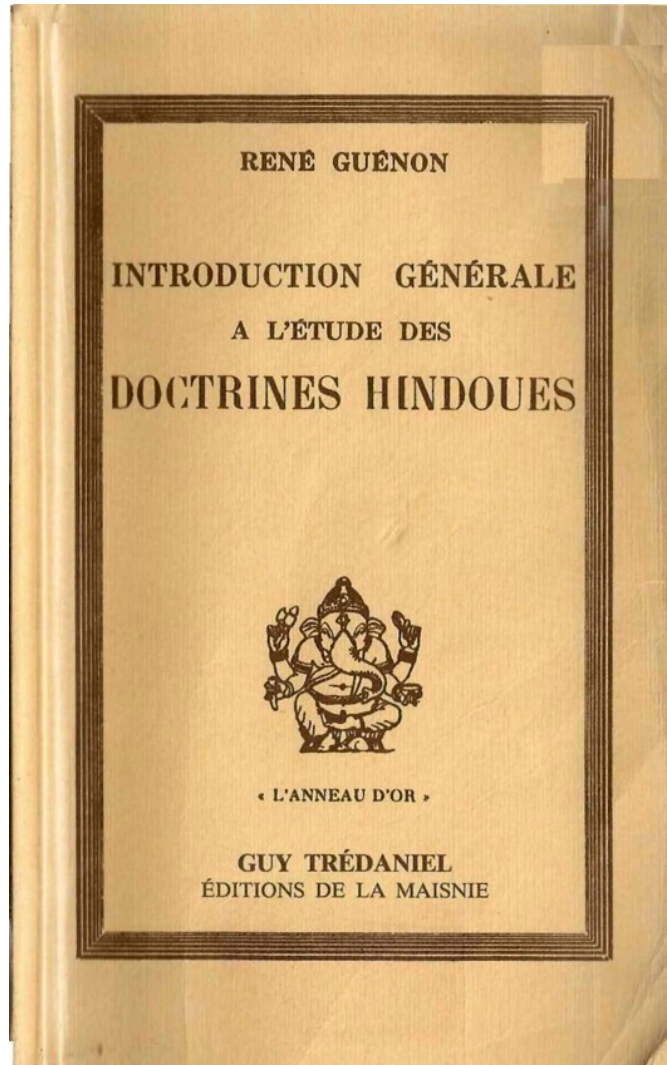 RENÉ GUÉNON
INTRODUCTION GÉNÉRALE
A L'ÉTUDE DES
DOCTRINES HINDOUES
« L'ANNEAU D'OR »
GUY TRÉDANIEL
ÉDITIONS DE LA MAISNIE